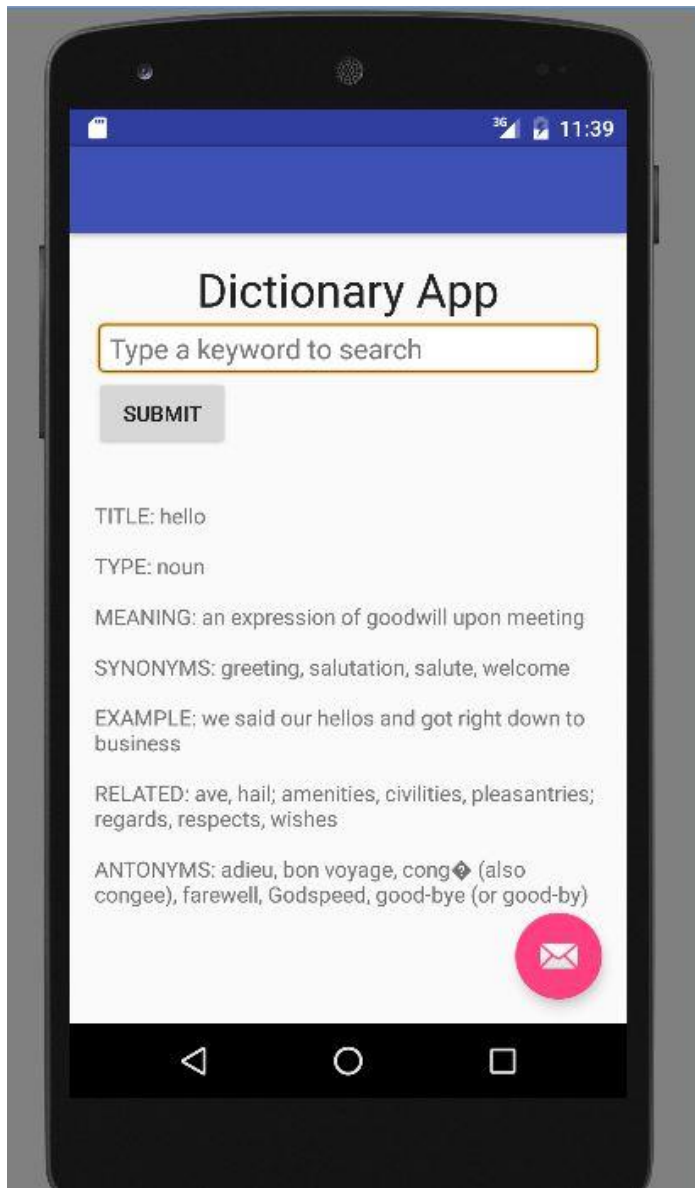 3G 11:39
Dictionary App
Type a keyword to search
SUBMIT
TITLE: hello
TYPE: noun
MEANING: an expression of goodwill upon meeting
SYNONYMS: greeting, salutation, salute, welcome
EXAMPLE: we said our hellos and got right down to
business
RELATED: ave, hail; amenities, civilities, pleasantries;
regards, respects, wishes
ANTONYMS: adieu, bon voyage, cong� (also
congee), farewell, Godspeed, good-bye (or good-by)